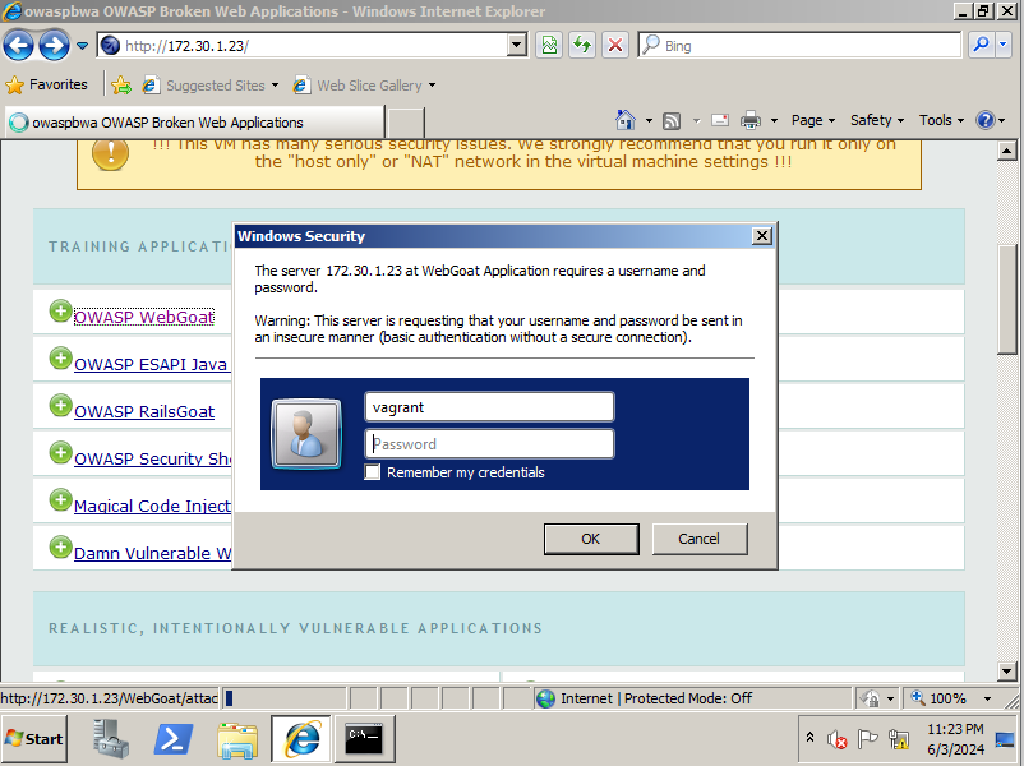 owaspbwa OWASP Broken Web Applications - Windows Internet Explorer
http://172.30.1.23/
Bing
Favorites
Suggested Sites
Web Slice Gallery
owaspbwa OWASP Broken Web Applications
Page
Safety
Tools
!!! This VM has many serious security issues. We strongly recommend that you run it only on
the "host only" or "NAT" network in the virtual machine settings !!!
TRAINING APPLICATI
OWASP WebGoat
OWASP ESAPI Java
OWASP RailsGoat
OWASP Security She
Magical Code Inject
Damn Vulnerable W
Windows Security
The server 172.30.1.23 at WebGoat Application requires a username and
password.
Warning: This server is requesting that your username and password be sent in
an insecure manner (basic authentication without a secure connection).
vagrant
Password
Remember my credentials
OK
Cancel
REALISTIC, INTENTIONALLY VULNERABLE APPLICATIONS
http://172.30.1.23/WebGoat/attac
Internet | Protected Mode: Off
100%
Start
C:\_
11:23 PM
6/3/2024